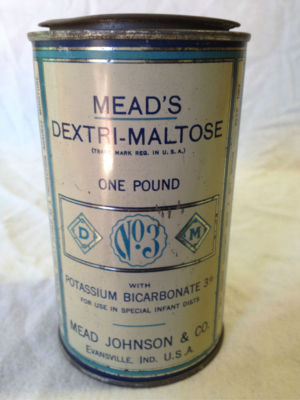 MEAD'S
DEXTRI-MALTOSE
(TRADE MARK REG. IN U.S.A.)
ONE POUND
D No. 3 M
WITH
POTASSIUM BICARBONATE 3%
FOR USE IN SPECIAL INFANT DIETS
MEAD JOHNSON & CO.
EVANSVILLE, IND. U.S.A.